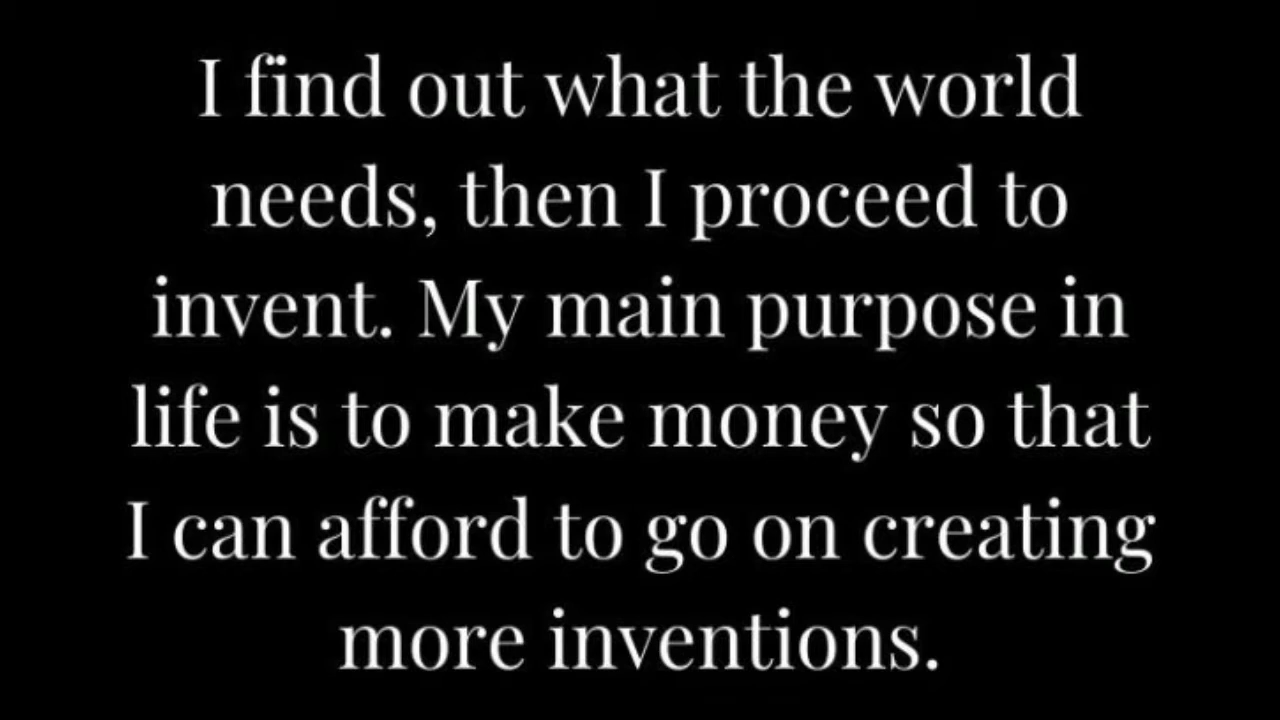 I find out what the world
needs, then I proceed to
invent. My main purpose in
life is to make money so that
I can afford to go on creating
more inventions.